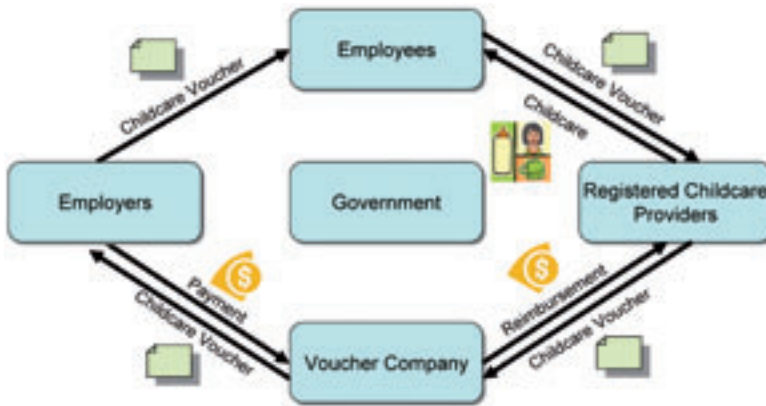 Employees
Childcare Voucher
Childcare Voucher
Childcare
Employers
Government
Registered Childcare
Providers
Payment
Childcare Voucher
Reimbursement
Childcare Voucher
Voucher Company